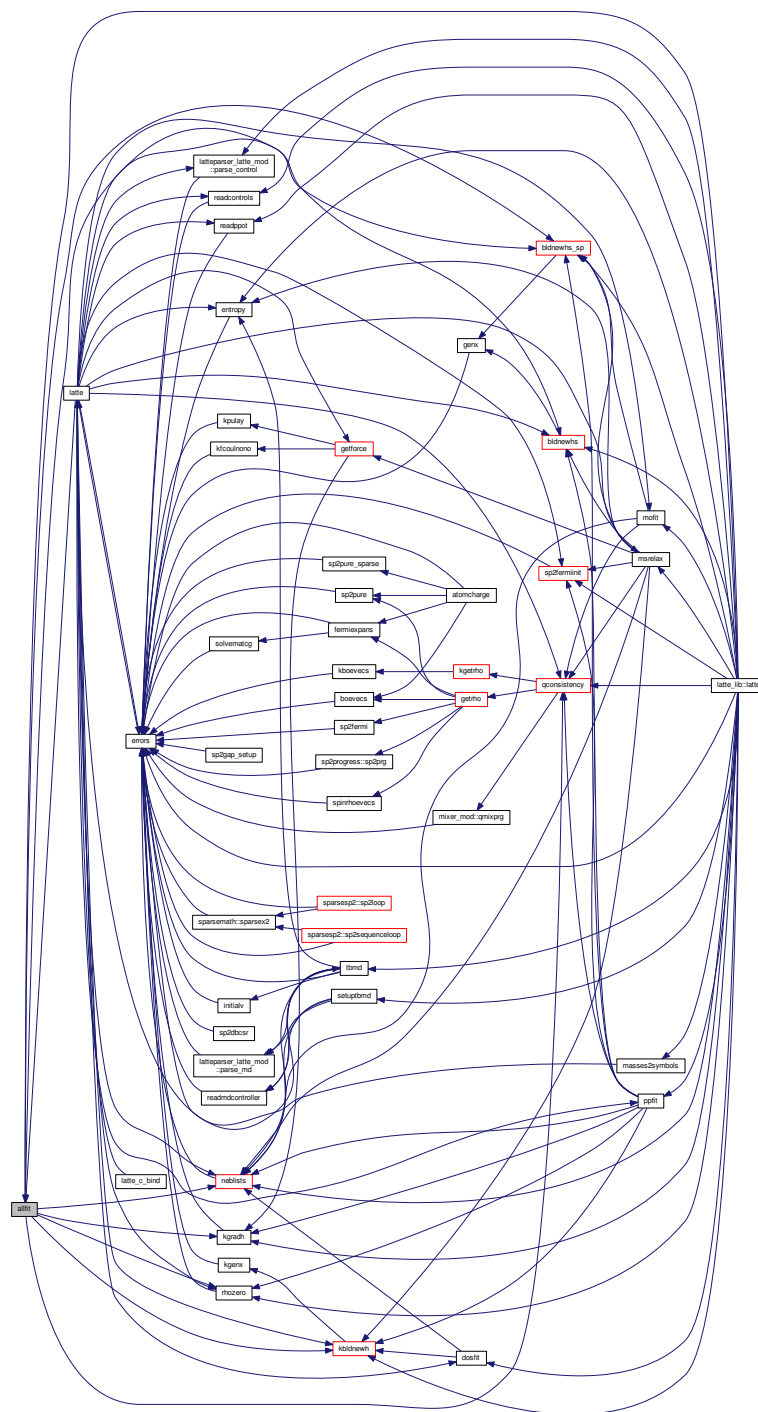 latteparser_latte_mod
::parse_control
readcontrols
readppot
bldnewhs_sp
entropy
genx
latte
kpulay
kfcoulnono
getforce
bldnewhs
mofit
msrelax
sp2pure_sparse
sp2fermiinit
sp2pure
atomcharge
fermiexpans
solvematcg
kboevecs
kgetrho
qconsistency
latte_lib::latte
boevecs
getrho
sp2fermi
errors
sp2gap_setup
sp2progress::sp2prg
spinrhoevecs
mixer_mod::qmixprg
sparsesp2::sp2loop
sparsemath::sparsex2
sparsesp2::sp2sequenceloop
tbmd
initialv
setuptbmd
sp2dbcsr
latteparser_latte_mod
::parse_md
masses2symbols
readmdcontroller
ppfit
latte_c_bind
neblists
allfit
kgradh
kgenx
rhozero
kbldnewh
dosfit